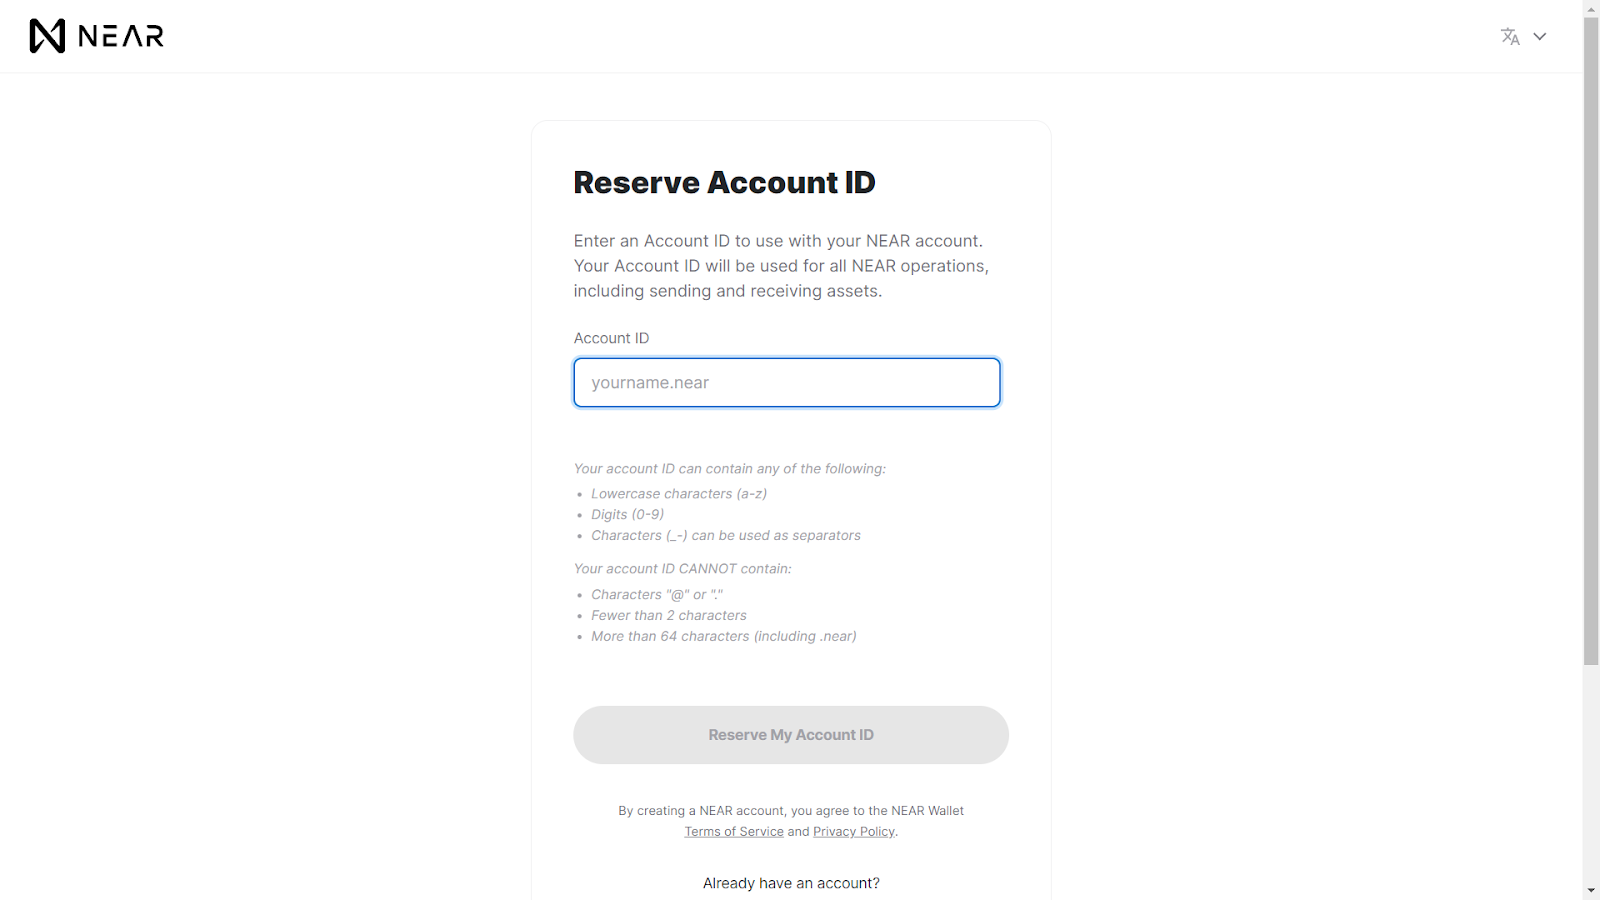 NEAR
Reserve Account ID
Enter an Account ID to use with your NEAR account.
Your Account ID will be used for all NEAR operations,
including sending and receiving assets.
Account ID
yourname.near
Your account ID can contain any of the following:
• Lowercase characters (a-z)
• Digits (0-9)
• Characters (_-) can be used as separators
Your account ID CANNOT contain:
• Characters "@" or "."
• Fewer than 2 characters
• More than 64 characters (including .near)
Reserve My Account ID
By creating a NEAR account, you agree to the NEAR Wallet
Terms of Service and Privacy Policy.
Already have an account?